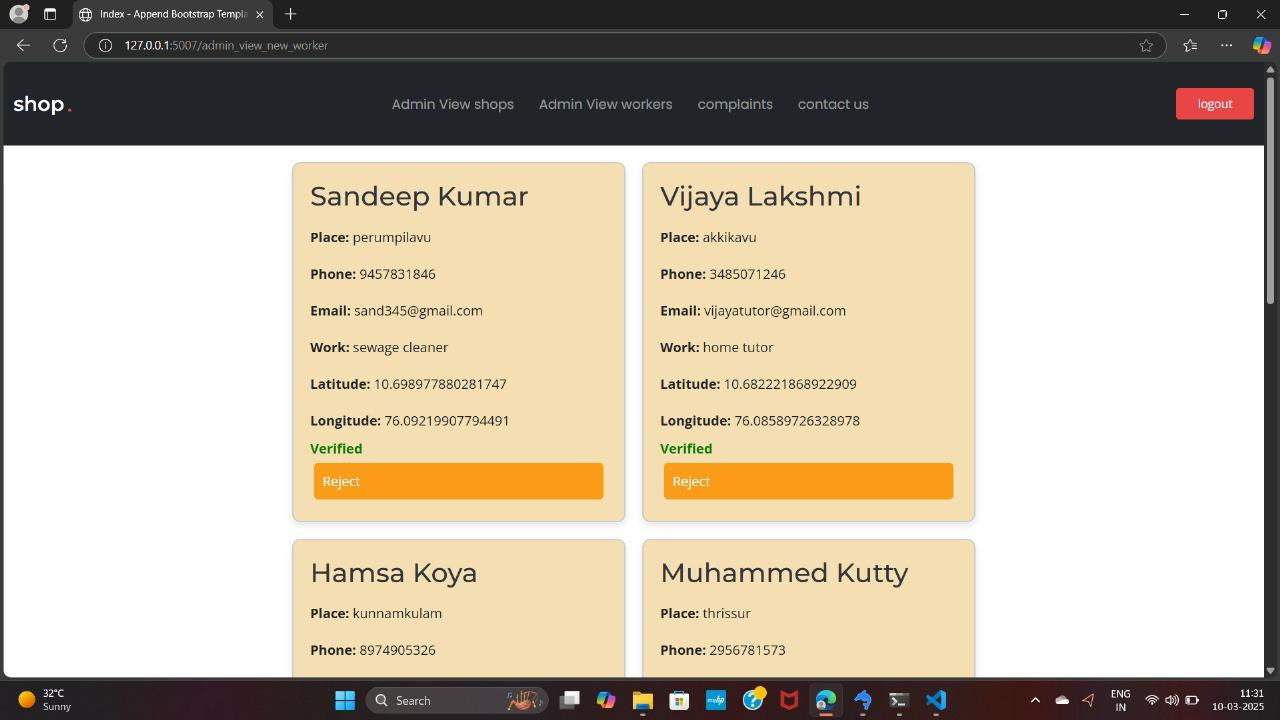 Index - Append Bootstrap Templa
127.0.0.1:5007/admin_view_new_worker
shop.
Admin View shops
Admin View workers
complaints
contact us
logout
Sandeep Kumar
Place: perumpilavu
Phone: 9457831846
Email: sand345@gmail.com
Work: sewage cleaner
Latitude: 10.698977880281747
Longitude: 76.09219907794491
Verified
Reject
Vijaya Lakshmi
Place: akkikavu
Phone: 3485071246
Email: vijayatutor@gmail.com
Work: home tutor
Latitude: 10.682221868922909
Longitude: 76.08589726328978
Verified
Reject
Hamsa Koya
Place: kunnamkulam
Phone: 8974905326
Muhammed Kutty
Place: thrissur
Phone: 2956781573
32°C
Sunny
Search
myhp
ENG
IN
11:31
10-03-2025